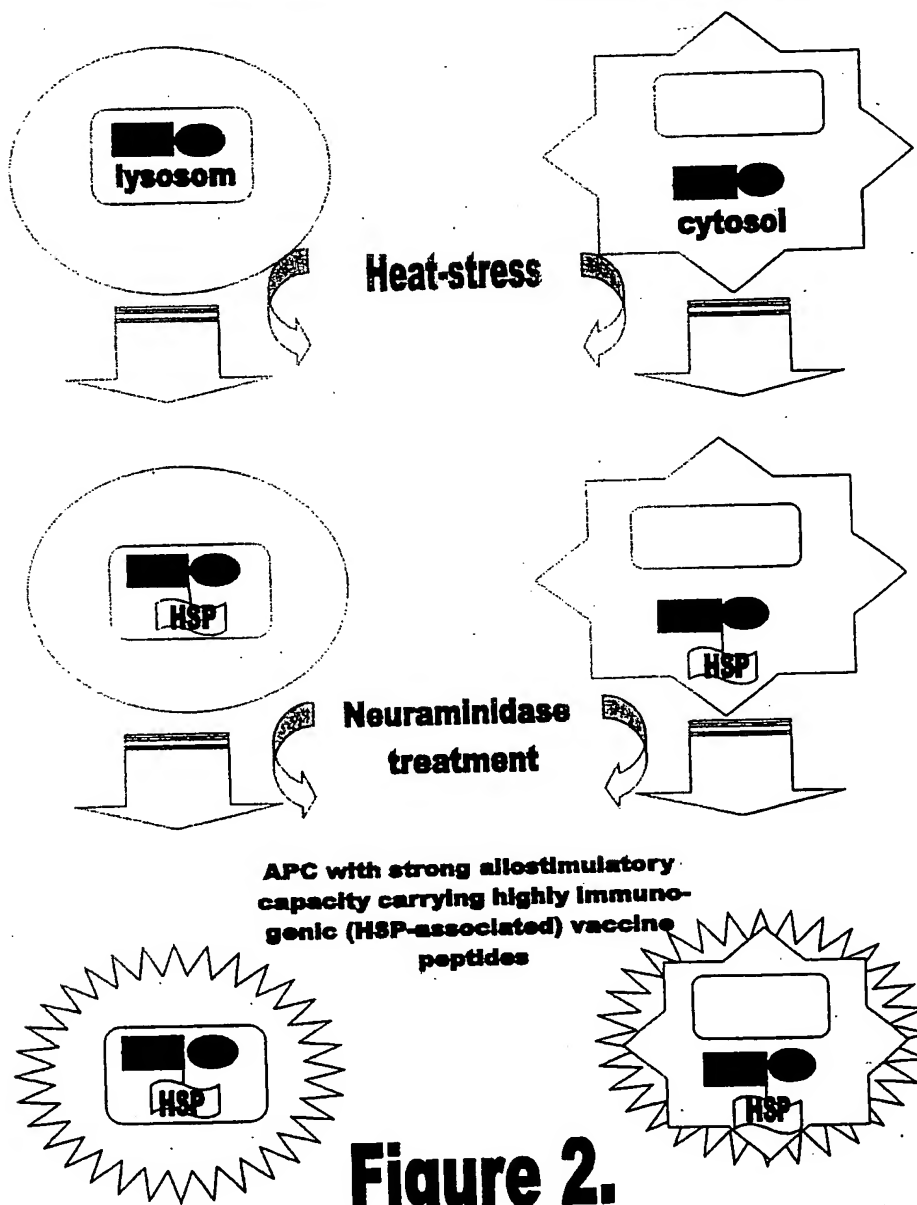 lysosom
cytosol
Heat-stress
HSP
HSP
Neuraminidase
treatment
APC with strong allostimulatory
capacity carrying highly immuno-
genic (HSP-associated) vaccine
peptides
HSP
HSP
Figure 2.